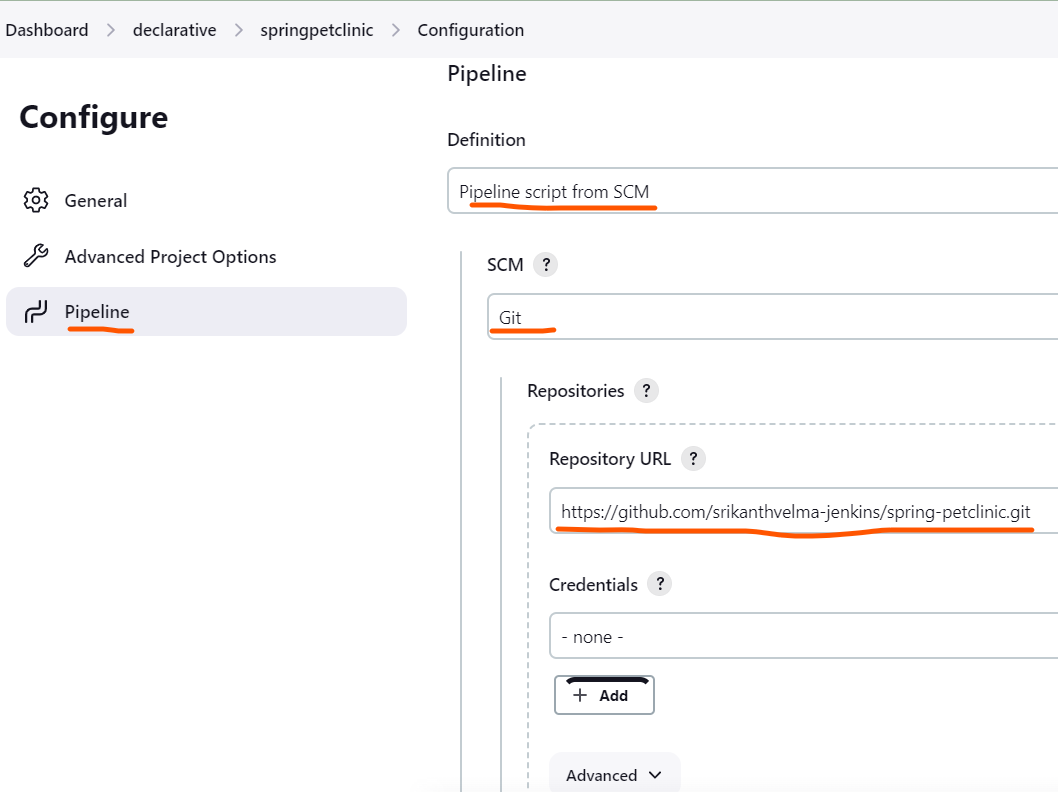 Dashboard > declarative > springpetclinic > Configuration
Configure
General
Advanced Project Options
Pipeline
Pipeline
Definition
Pipeline script from SCM
SCM ?
Git
Repositories ?
Repository URL ?
https://github.com/srikanthvelma-jenkins/spring-petclinic.git
Credentials ?
- none -
+ Add
Advanced